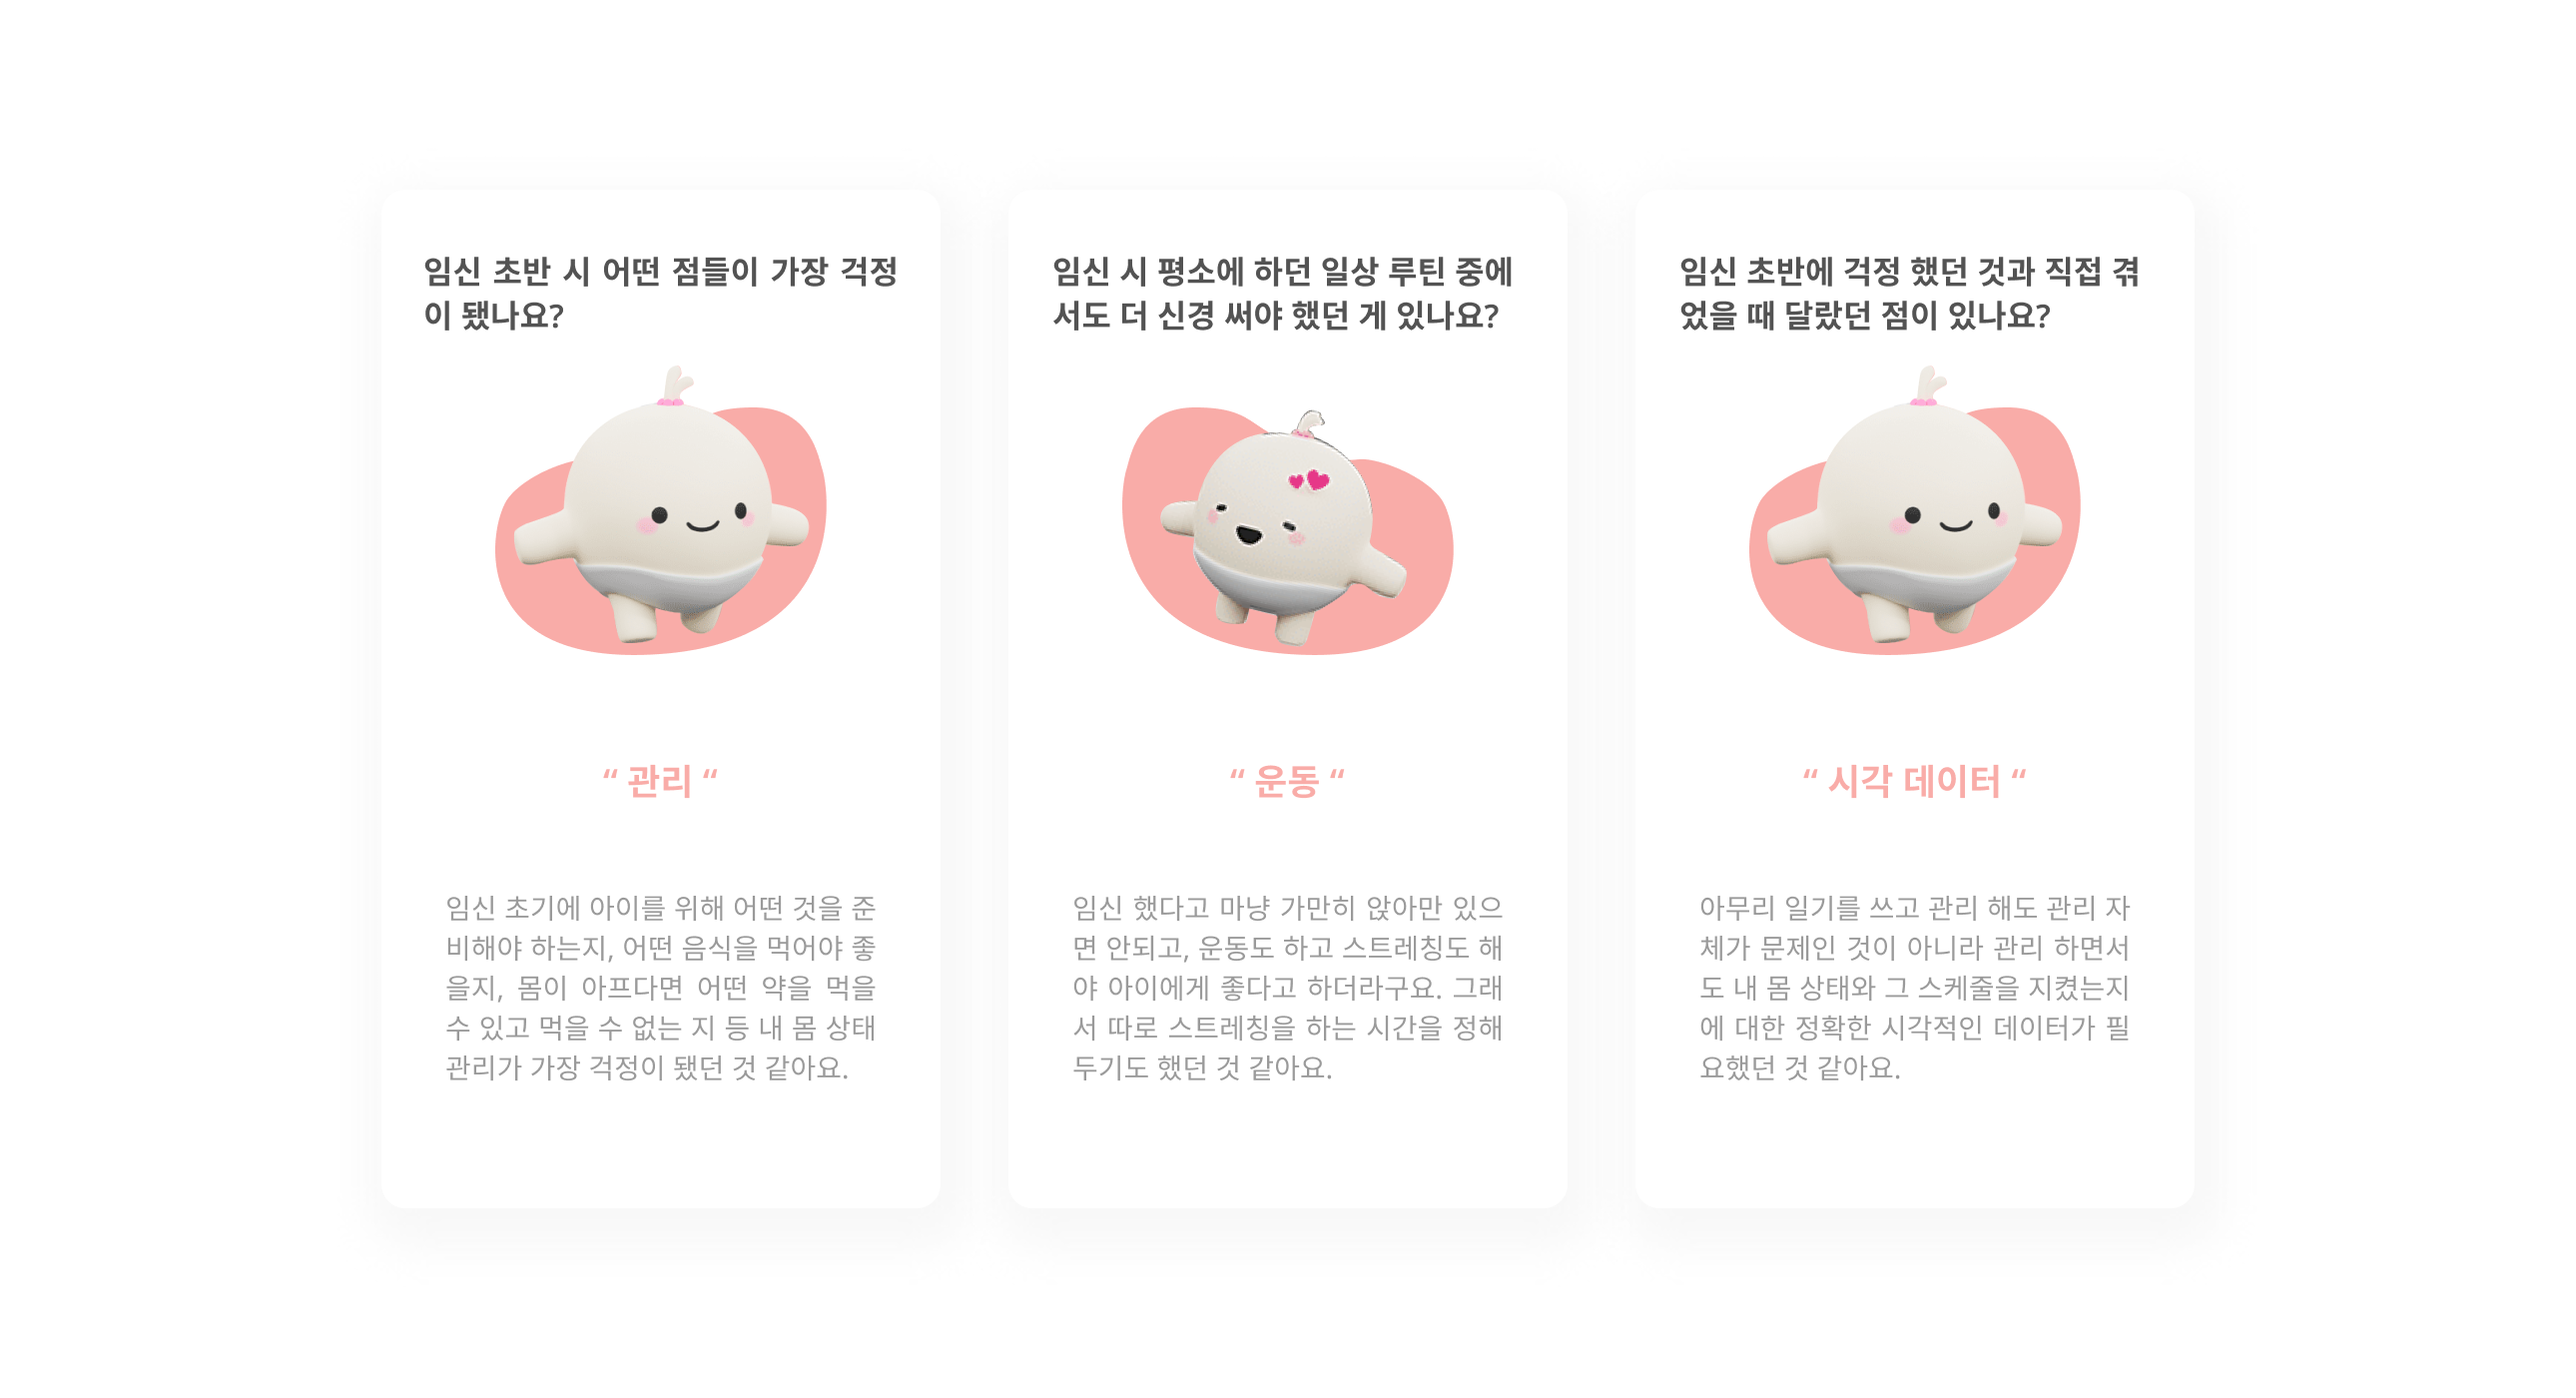 임신 초반 시 어떤 점들이 가장 걱정
이 됐나요?
“ 관리 “
임신 초기에 아이를 위해 어떤 것을 준
비해야 하는지, 어떤 음식을 먹어야 좋
을지, 몸이 아프다면 어떤 약을 먹을
수 있고 먹을 수 없는 지 등 내 몸 상태
관리가 가장 걱정이 됐던 것 같아요.
임신 시 평소에 하던 일상 루틴 중에
서도 더 신경 써야 했던 게 있나요?
“ 운동 “
임신 했다고 마냥 가만히 앉아만 있으
면 안되고, 운동도 하고 스트레칭도 해
야 아이에게 좋다고 하더라구요. 그래
서 따로 스트레칭을 하는 시간을 정해
두기도 했던 것 같아요.
임신 초반에 걱정 했던 것과 직접 겪
었을 때 달랐던 점이 있나요?
“ 시각 데이터 “
아무리 일기를 쓰고 관리 해도 관리 자
체가 문제인 것이 아니라 관리 하면서
도 내 몸 상태와 그 스케줄을 지켰는지
에 대한 정확한 시각적인 데이터가 필
요했던 것 같아요.